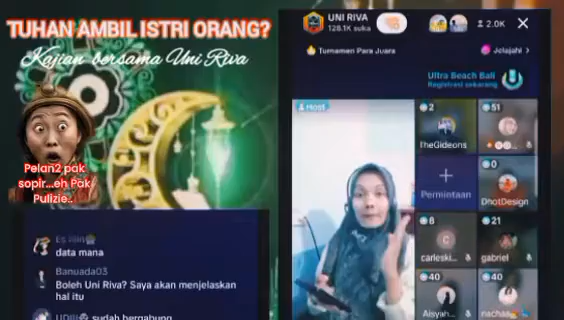 TUHAN AMBIL ISTRI ORANG?
Kajian bersama Uni Riva
Pelan2 pak
sopir...eh Pak
Pulizie..
data mana
Banuada03
Boleh Uni Riva? Saya akan menjelaskan
hal itu
sudah bergabung
UNI RIVA
128.1K suka
2.0K
Turnamen Para Juara
Jelajahi >
Ultra Beach Bali
Registrasi sekarang
Host
2
TheGideons
51
Permintaan
0
DhotDesign
8
carleski...
21
gabriel
40
Aisyah...
40
nachaa